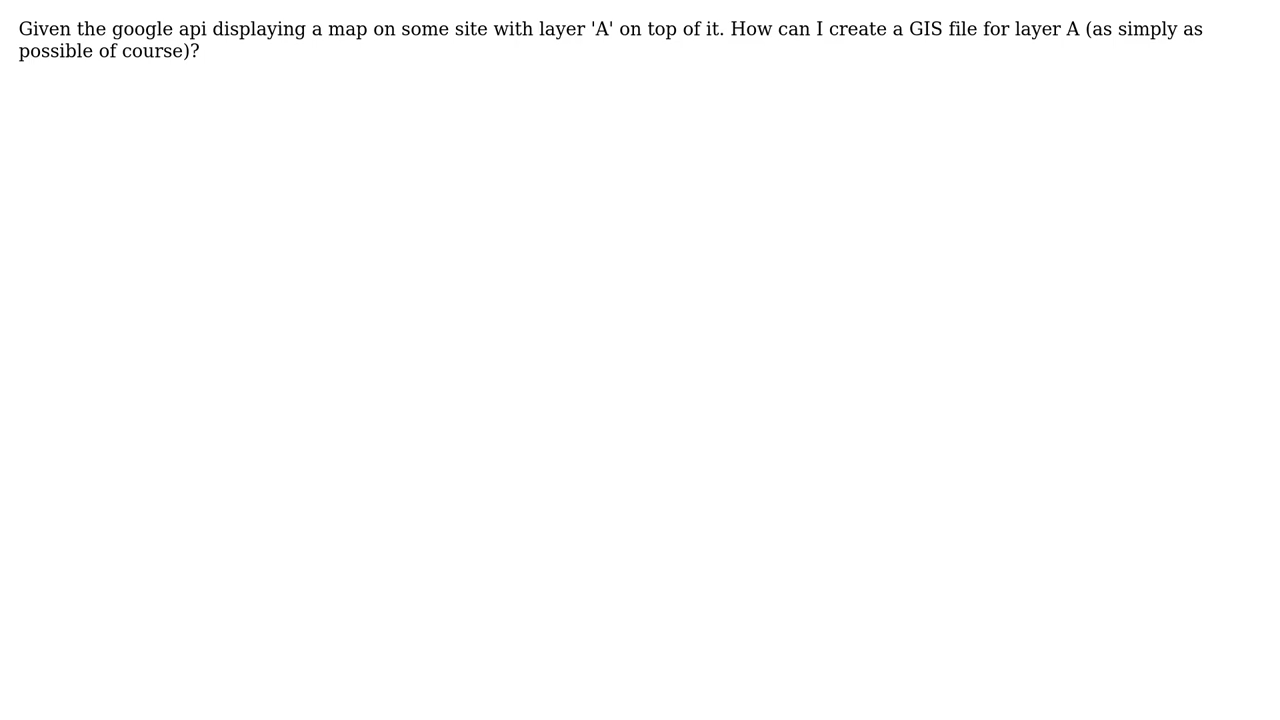 Given the google api displaying a map on some site with layer 'A' on top of it. How can I create a GIS file for layer A (as simply as
possible of course)?